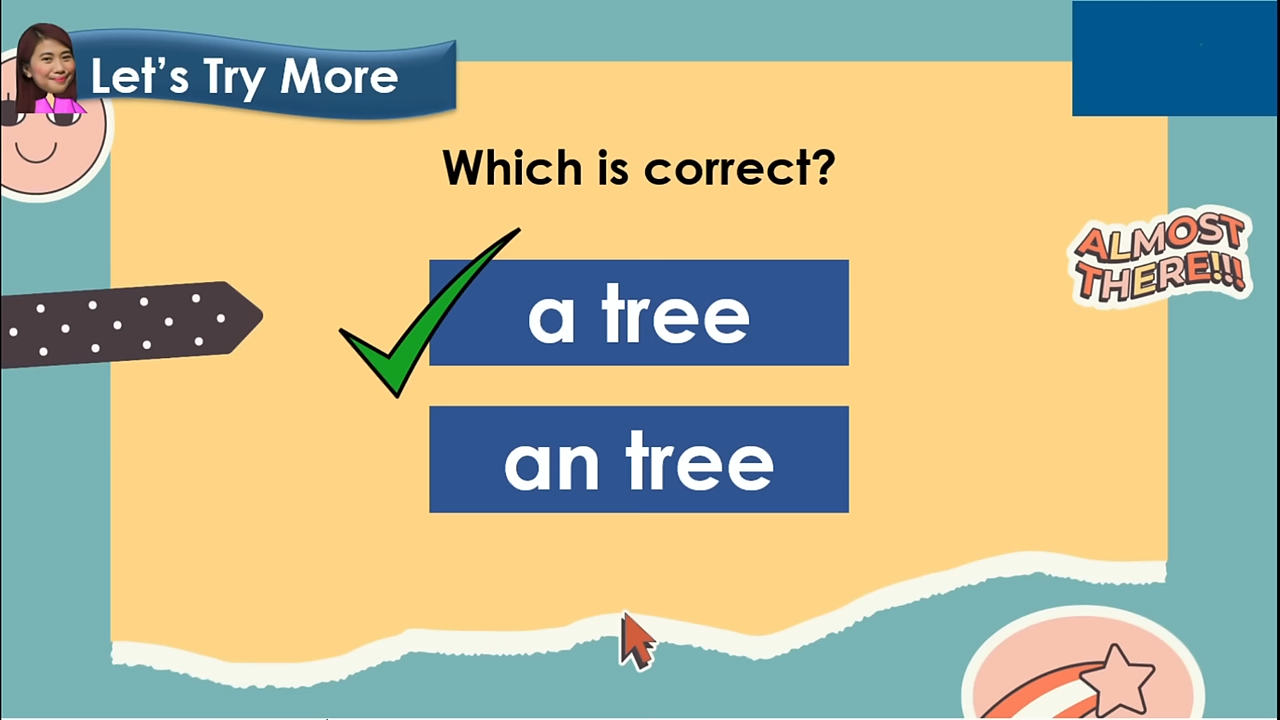 Let's Try More
Which is correct?
ALMOST
THERE!!!
a tree
an tree